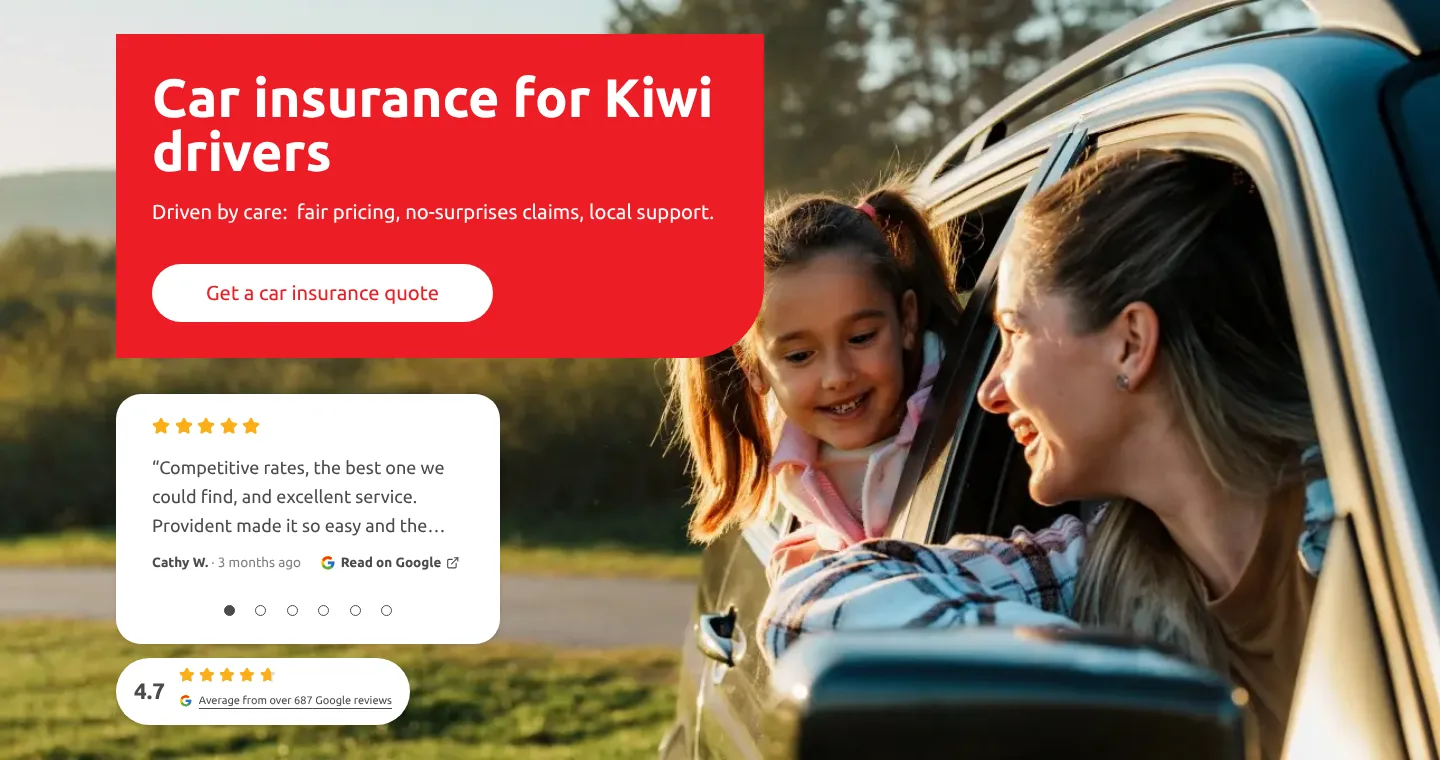 Car insurance for Kiwi
drivers
Driven by care:  fair pricing, no-surprises claims, local support.
Get a car insurance quote
“Competitive rates, the best one we
could find, and excellent service.
Provident made it so easy and the…
Cathy W. · 3 months ago Read on Google
4.7
Average from over 687 Google reviews